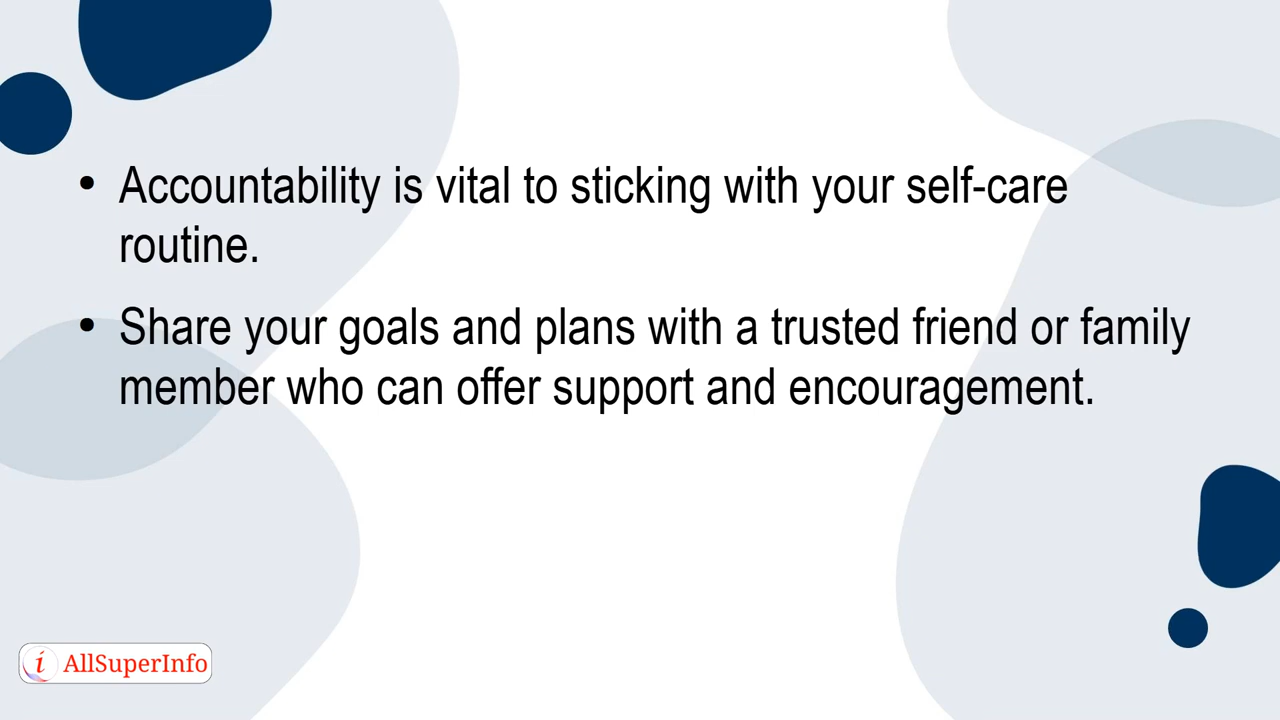 • Accountability is vital to sticking with your self-care
routine.
• Share your goals and plans with a trusted friend or family
member who can offer support and encouragement.
i AllSuperInfo